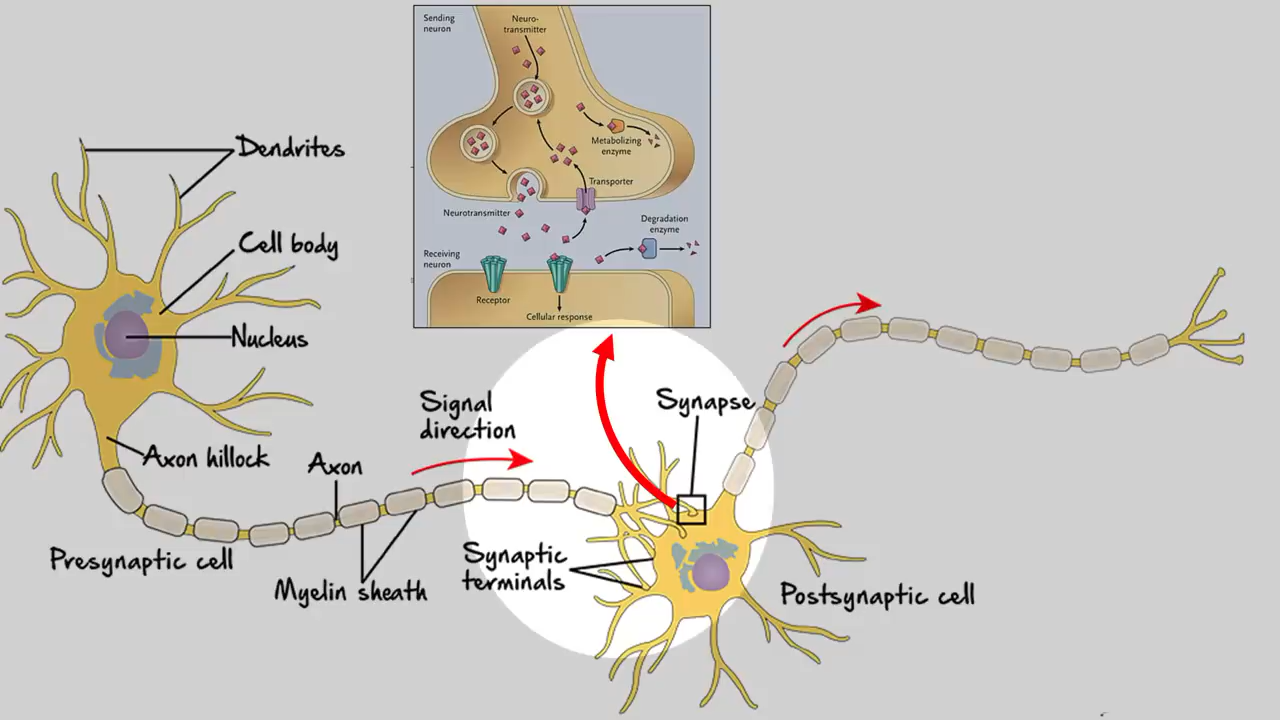 Sending
neuron
Neuro-
transmitter
Metabolizing
enzyme
Transporter
Neurotransmitter
Degradation
enzyme
Receiving
neuron
Receptor
Cellular response
Dendrites
Cell body
Nucleus
Axon hillock
Axon
Signal
direction
Synapse
Presynaptic cell
Myelin sheath
Synaptic
terminals
Postsynaptic cell